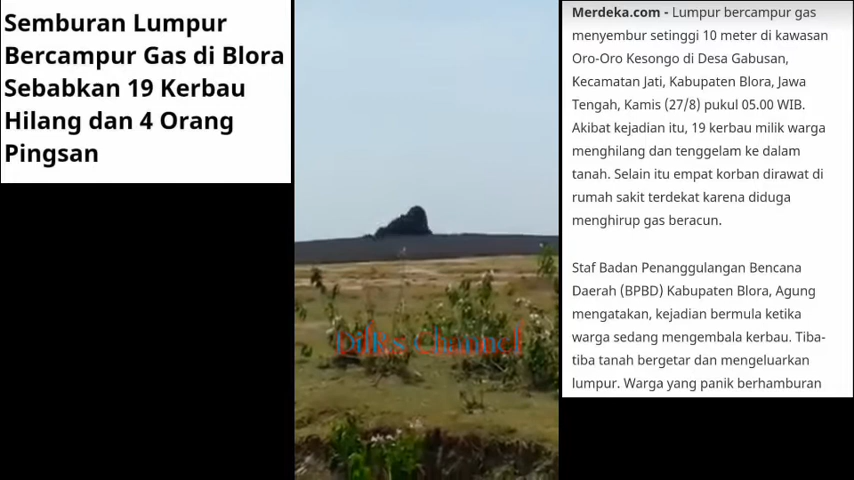 Semburan Lumpur
Bercampur Gas di Blora
Sebabkan 19 Kerbau
Hilang dan 4 Orang
Pingsan
Dilles Channel
Merdeka.com - Lumpur bercampur gas
menyembur setinggi 10 meter di kawasan
Oro-Oro Kesongo di Desa Gabusan,
Kecamatan Jati, Kabupaten Blora, Jawa
Tengah, Kamis (27/8) pukul 05.00 WIB.
Akibat kejadian itu, 19 kerbau milik warga
menghilang dan tenggelam ke dalam
tanah. Selain itu empat korban dirawat di
rumah sakit terdekat karena diduga
menghirup gas beracun.
Staf Badan Penanggulangan Bencana
Daerah (BPBD) Kabupaten Blora, Agung
mengatakan, kejadian bermula ketika
warga sedang mengembala kerbau. Tiba-
tiba tanah bergetar dan mengeluarkan
lumpur. Warga yang panik berhamburan